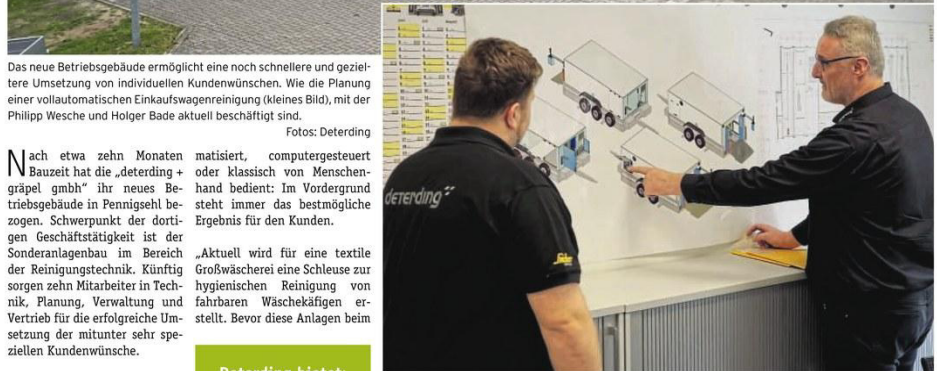 Das neue Betriebsgebäude ermöglicht eine noch schnellere und geziel-
tere Umsetzung von individuellen Kundenwünschen. Wie die Planung
einer vollautomatischen Einkaufswagenreinigung (kleines Bild), mit der
Philipp Wesche und Holger Bade aktuell beschäftigt sind.
Fotos: Deterding
Nach etwa zehn Monaten
Bauzeit hat die „deterding +
gräpel gmbh“ ihr neues Be-
triebsgebäude in Pennigsehl be-
zogen. Schwerpunkt der dorti-
gen Geschäftstätigkeit ist der
Sonderanlagenbau im Bereich
der Reinigungstechnik. Künftig
sorgen zehn Mitarbeiter in Tech-
nik, Planung, Verwaltung und
Vertrieb für die erfolgreiche Um-
setzung der mitunter sehr spe-
ziellen Kundenwünsche.
matisiert, computergesteuert
oder klassisch von Menschen-
hand bedient: Im Vordergrund
steht immer das bestmögliche
Ergebnis für den Kunden.
„Aktuell wird für eine textile
Großwäscherei eine Schleuse zur
hygienischen Reinigung von
fahrbaren Wäschekäfigen er-
stellt. Bevor diese Anlagen beim
Deterding bietet:
deterding